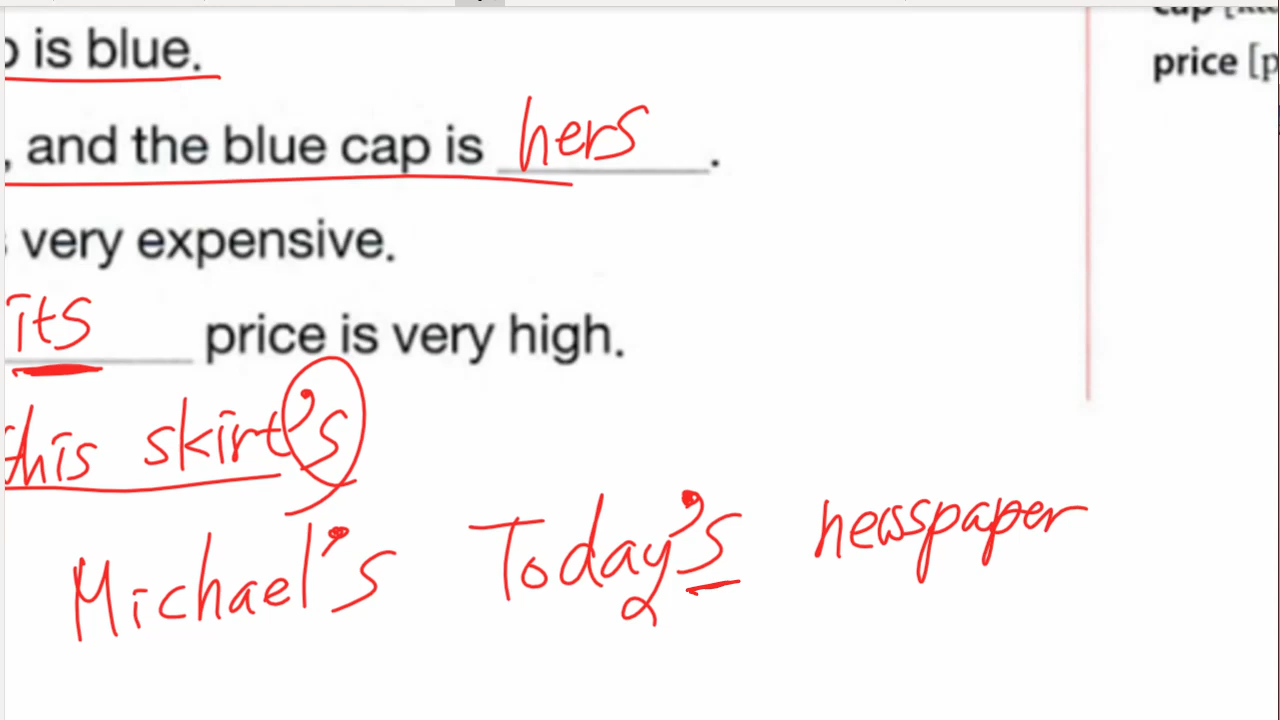 is blue.
cap [
price [p
, and the blue cap is hers.
very expensive.
its price is very high.
this skirt's
Michael's Today's newspaper